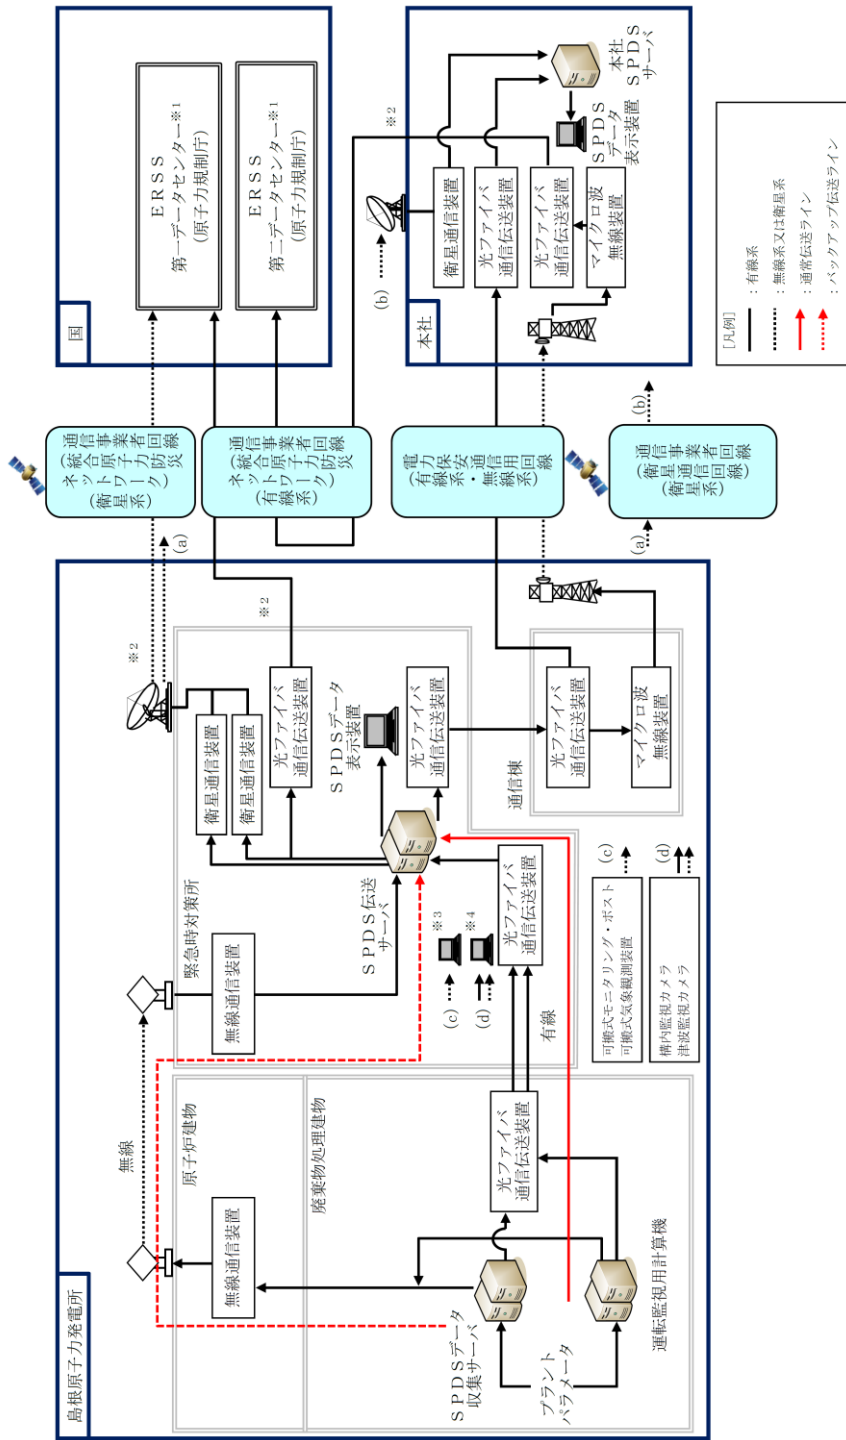 島根原子力発電所
原子炉建物
無線通信装置
無線
廃棄物処理建物
SPDSデータ
収集サーバ
プラント
パラメータ
運転監視用計算機
光ファイバ
通信伝送装置
有線
緊急時対策所
無線通信装置
SPDS伝送
サーバ
(c)
※3
(d)
※4
光ファイバ
通信伝送装置
衛星通信装置
衛星通信装置
光ファイバ
通信伝送装置
SPDSデータ
表示装置
光ファイバ
通信伝送装置
※2
(a)
※2
通信棟
光ファイバ
通信伝送装置
マイクロ波
無線装置
可搬式モニタリング・ポスト
可搬式気象観測装置
(c)
構内監視カメラ
津波監視カメラ
(d)
通信事業者回線
(統合原子力防災
ネットワーク)
(衛星系)
通信事業者回線
(統合原子力防災
ネットワーク)
(有線系)
電力保安通信用回線
(有線系・無線系)
(a)
通信事業者回線
(衛星通信回線)
(衛星系)
(b)
国
ERSS
第一データセンター※1
(原子力規制庁)
ERSS
第二データセンター※1
(原子力規制庁)
※2
本社
(b)
衛星通信装置
光ファイバ
通信伝送装置
光ファイバ
通信伝送装置
マイクロ波
無線装置
本社
SPDS
サーバ
SPDS
データ
表示装置
[凡例]
：有線系
：無線系又は衛星系
：通常伝送ライン
：バックアップ伝送ライン